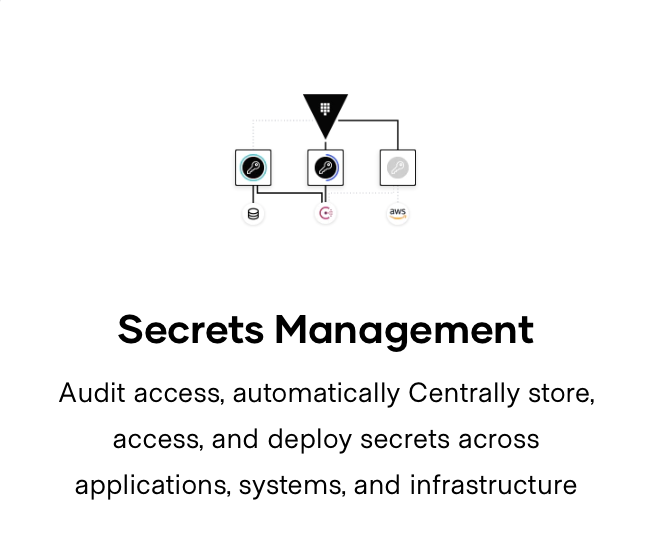 aws
Secrets Management
Audit access, automatically Centrally store,
access, and deploy secrets across
applications, systems, and infrastructure